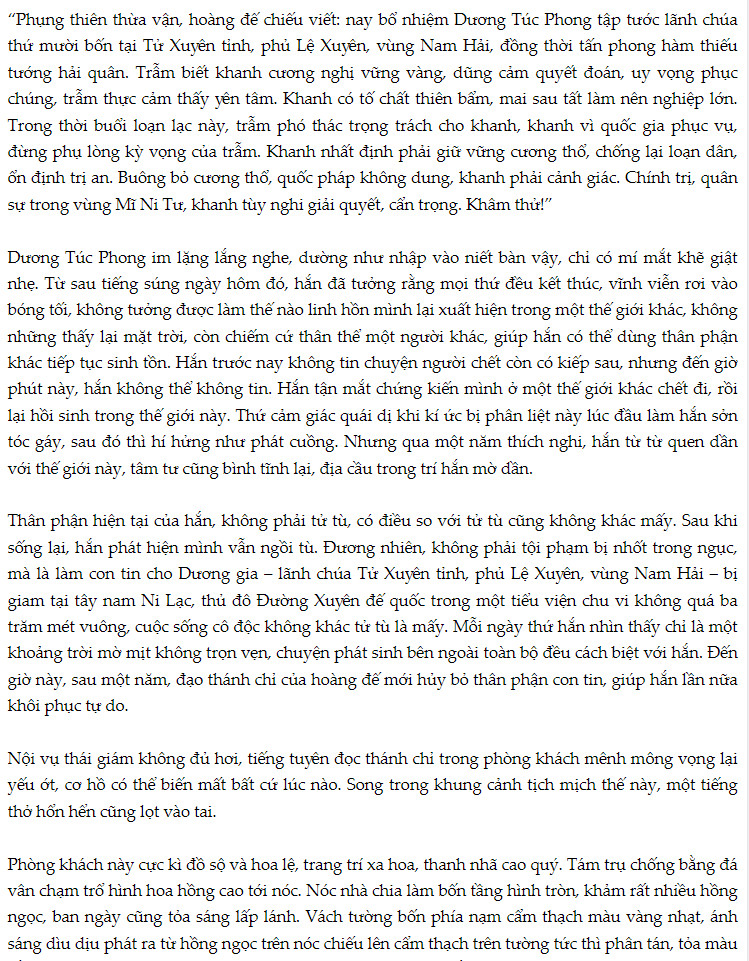 “Phụng thiên thừa vận, hoàng đế chiếu viết: nay bổ nhiệm Dương Túc Phong tập tước lãnh chúa
thứ mười bốn tại Tử Xuyên tinh, phủ Lệ Xuyên, vùng Nam Hải, đồng thời tấn phong hàm thiếu
tướng hải quân. Trẫm biết khanh cương nghị vững vàng, dũng cảm quyết đoán, uy vọng phục
chúng, trẫm thực cảm thấy yên tâm. Khanh có tố chất thiên bẩm, mai sau tất làm nên nghiệp lớn.
Trong thời buổi loạn lạc này, trẫm phó thác trọng trách cho khanh, khanh vì quốc gia phục vụ,
đừng phụ lòng kỳ vọng của trẫm. Khanh nhất định phải giữ vững cương thổ, chống lại loạn dân,
ổn định trị an. Buông bỏ cương thổ, quốc pháp không dung, khanh phải cảnh giác. Chính trị, quân
sự trong vùng Mĩ Ni Tư, khanh tùy nghi giải quyết, cẩn trọng. Khâm thử!”
Dương Túc Phong im lặng lắng nghe, dường như nhập vào niết bàn vậy, chỉ có mí mắt khẽ giật
nhẹ. Từ sau tiếng súng ngày hôm đó, hắn đã tưởng rằng mọi thứ đều kết thúc, vĩnh viễn rơi vào
bóng tối, không tưởng được làm thế nào linh hồn mình lại xuất hiện trong một thế giới khác, không
những thấy lại mặt trời, còn chiếm cứ thân thể một người khác, giúp hắn có thể dùng thân phận
khác tiếp tục sinh tồn. Hắn trước nay không tin chuyện người chết còn có kiếp sau, nhưng đến giờ
phút này, hắn không thể không tin. Hắn tận mắt chứng kiến mình ở một thế giới khác chết đi, rồi
lại hồi sinh trong thế giới này. Thứ cảm giác quái dị khi kí ức bị phân liệt này lúc đầu làm hắn sởn
tóc gáy, sau đó thì hí hửng như phát cuồng. Nhưng qua một năm thích nghi, hắn từ từ quen dần
với thế giới này, tâm tư cũng bình tĩnh lại, địa cầu trong trí hắn mờ dần.
Thân phận hiện tại của hắn, không phải tử tù, có điều so với tử tù cũng không khác mấy. Sau khi
sống lại, hắn phát hiện mình vẫn ngồi tù. Đương nhiên, không phải tội phạm bị nhốt trong ngục,
mà là làm con tin cho Dương gia – lãnh chúa Tử Xuyên tinh, phủ Lệ Xuyên, vùng Nam Hải – bị
giam tại tây nam Ni Lạc, thủ đô Đường Xuyên đế quốc trong một tiểu viện chu vi không quá ba
trăm mét vuông, cuộc sống cô độc không khác tử tù là mấy. Mỗi ngày thứ hắn nhìn thấy chỉ là một
khoảng trời mờ mịt không trọn vẹn, chuyện phát sinh bên ngoài toàn bộ đều cách biệt với hắn. Đến
giờ này, sau một năm, đạo thánh chỉ của hoàng đế mới hủy bỏ thân phận con tin, giúp hắn lần nữa
khôi phục tự do.
Nội vụ thái giám không đủ hơi, tiếng tuyên đọc thánh chỉ trong phòng khách mênh mông vọng lại
yếu ớt, cơ hồ có thể biến mất bất cứ lúc nào. Song trong khung cảnh tịch mịch thế này, một tiếng
thở hổn hển cũng lọt vào tai.
Phòng khách này cực kì đồ sộ và hoa lệ, trang trí xa hoa, thanh nhã cao quý. Tám trụ chống bằng đá
vân chạm trổ hình hoa hồng cao tới nóc. Nóc nhà chia làm bốn tầng hình tròn, khảm rất nhiều hồng
ngọc, ban ngày cũng tỏa sáng lấp lánh. Vách tường bốn phía nạm cẩm thạch màu vàng nhạt, ánh
sáng dìu dịu phát ra từ hồng ngọc trên nóc chiếu lên cẩm thạch trên tường tức thì phân tán, tỏa màu